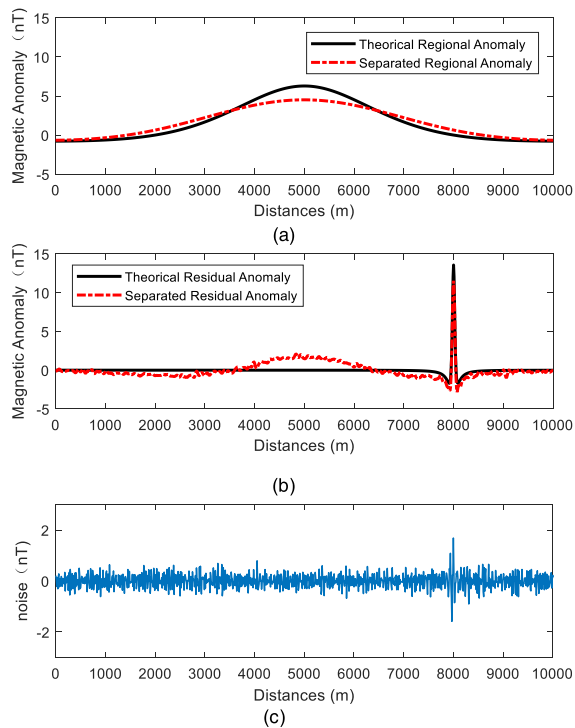 15
10
5
0
-5
Magnetic Anomaly（nT)
Theorical Regional Anomaly
Separated Regional Anomaly
0 1000 2000 3000 4000 5000 6000 7000 8000 9000 10000
Distances (m)
(a)
15
10
5
0
-5
Magnetic Anomaly（nT)
Theorical Residual Anomaly
Separated Residual Anomaly
0 1000 2000 3000 4000 5000 6000 7000 8000 9000 10000
Distances (m)
(b)
2
0
-2
noise（nT)
0 1000 2000 3000 4000 5000 6000 7000 8000 9000 10000
Distances (m)
(c)